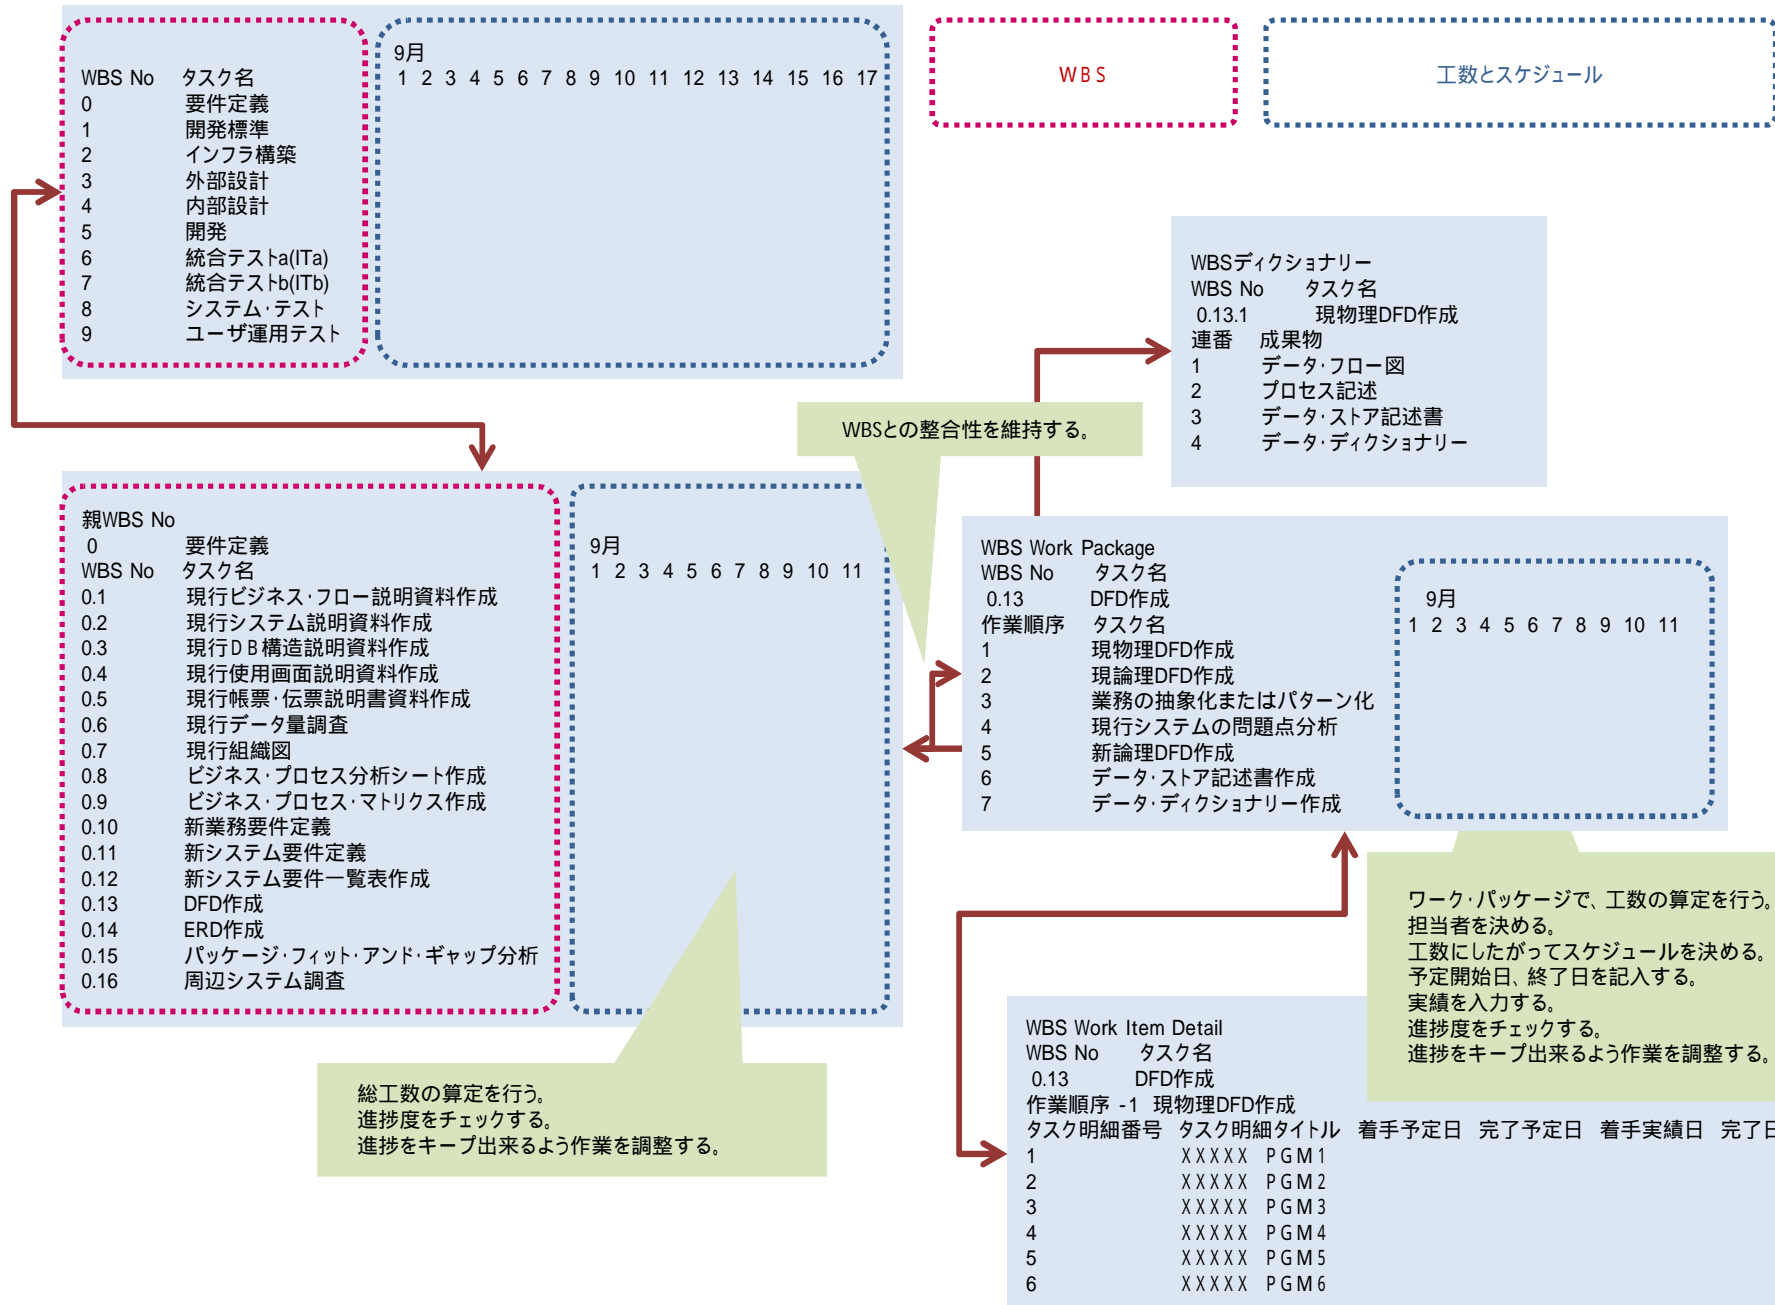 9月
WBS No タスク名 1 2 3 4 5 6 7 8 9 10 11 12 13 14 15 16 17
0 要件定義
1 開発標準
2 インフラ構築
3 外部設計
4 内部設計
5 開発
6 統合テストa(ITa)
7 統合テストb(ITb)
8 システム・テスト
9 ユーザ運用テスト
WBS
工数とスケジュール
WBSディクショナリー
WBS No タスク名
0.13.1 現物理DFD作成
連番 成果物
1 データ・フロー図
2 プロセス記述
3 データ・ストア記述書
4 データ・ディクショナリー
WBSとの整合性を維持する。
親WBS No
0 要件定義 9月
WBS No タスク名 1 2 3 4 5 6 7 8 9 10 11
0.1 現行ビジネス・フロー説明資料作成
0.2 現行システム説明資料作成
0.3 現行DB構造説明資料作成
0.4 現行使用画面説明資料作成
0.5 現行帳票・伝票説明書資料作成
0.6 現行データ量調査
0.7 現行組織図
0.8 ビジネス・プロセス分析シート作成
0.9 ビジネス・プロセス・マトリクス作成
0.10 新業務要件定義
0.11 新システム要件定義
0.12 新システム要件一覧表作成
0.13 DFD作成
0.14 ERD作成
0.15 パッケージ・フィット・アンド・ギャップ分析
0.16 周辺システム調査
WBS Work Package
WBS No タスク名
0.13 DFD作成 9月
作業順序 タスク名 1 2 3 4 5 6 7 8 9 10 11
1 現物理DFD作成
2 現論理DFD作成
3 業務の抽象化またはパターン化
4 現行システムの問題点分析
5 新論理DFD作成
6 データ・ストア記述書作成
7 データ・ディクショナリー作成
ワーク・パッケージで、工数の算定を行う。
担当者を決める。
工数にしたがってスケジュールを決める。
予定開始日、終了日を記入する。
実績を入力する。
進捗度をチェックする。
進捗をキープ出来るよう作業を調整する。
総工数の算定を行う。
進捗度をチェックする。
進捗をキープ出来るよう作業を調整する。
WBS Work Item Detail
WBS No タスク名
0.13 DFD作成
作業順序 -1 現物理DFD作成
タスク明細番号 タスク明細タイトル 着手予定日 完了予定日 着手実績日 完了日
1 XXXXX PGM1
2 XXXXX PGM2
3 XXXXX PGM3
4 XXXXX PGM4
5 XXXXX PGM5
6 XXXXX PGM6